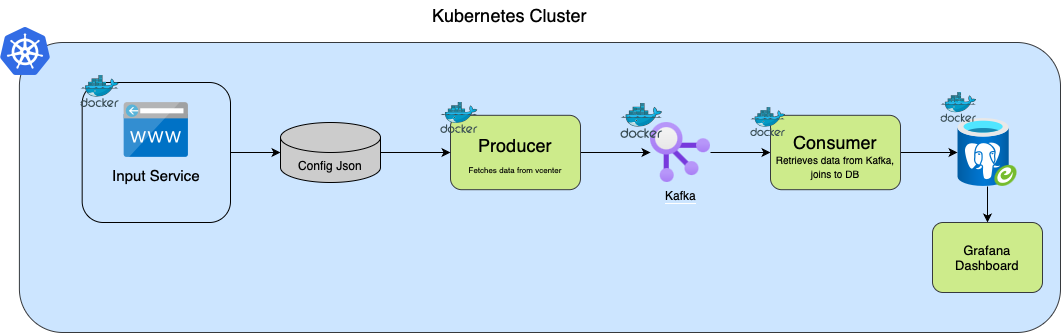 Kubernetes Cluster
docker
WWW
Input Service
Config Json
docker
Producer
Fetches data from vcenter
docker
Kafka
docker
Consumer
Retrieves data from Kafka,
joins to DB
docker
Grafana
Dashboard